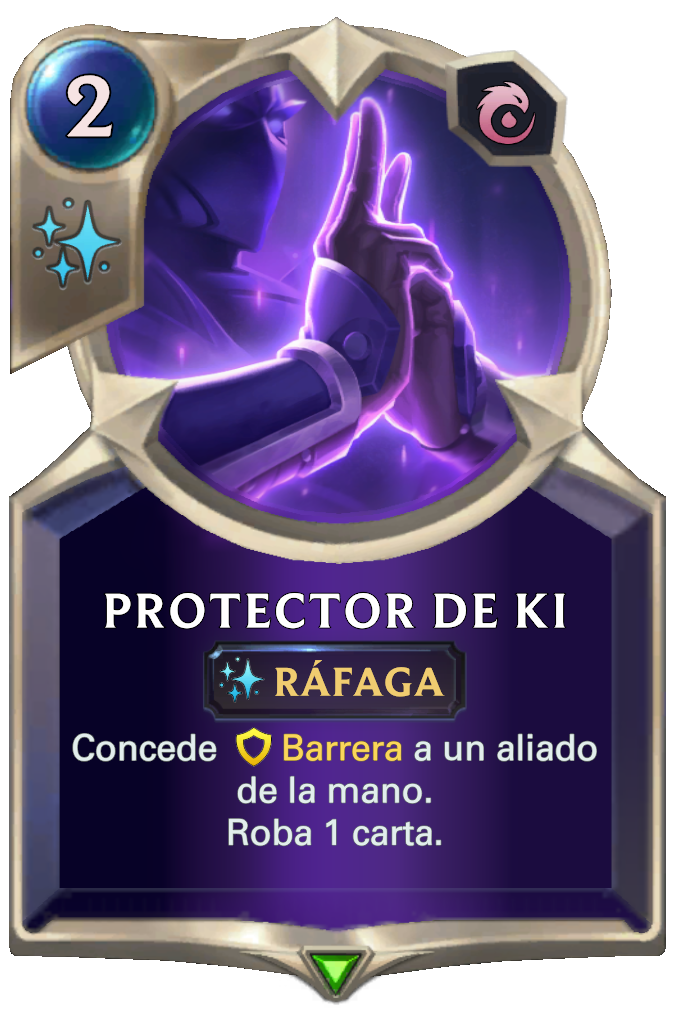 2
PROTECTOR DE KI
RÁFAGA
Concede Barrera a un aliado
de la mano.
Roba 1 carta.